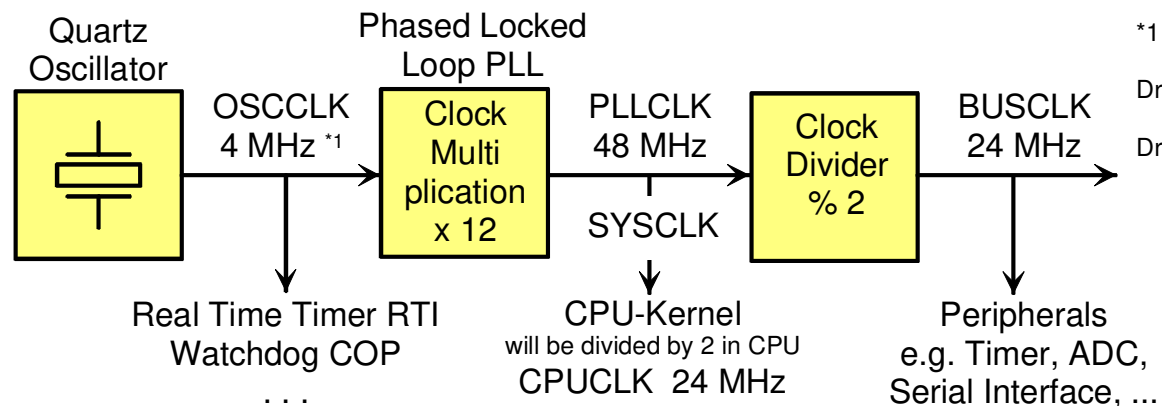 Quartz
Oscillator
Phased Locked
Loop PLL
*1
Dr
Dr
OSCCLK
4 MHz *1
Clock
Multi
plication
x 12
PLLCLK
48 MHz
SYSCLK
Clock
Divider
% 2
BUSCLK
24 MHz
Real Time Timer RTI
Watchdog COP
. . .
CPU-Kernel
will be divided by 2 in CPU
CPUCLK 24 MHz
Peripherals
e.g. Timer, ADC,
Serial Interface, ...